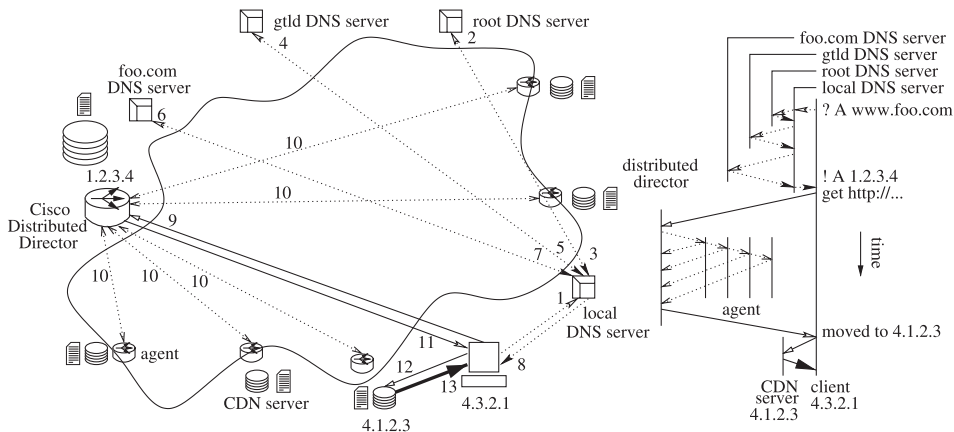 gtld DNS server
4
root DNS server
2
foo.com
DNS server
6
10
10
1.2.3.4
Cisco
Distributed
Director
9
7
5
3
1
local
DNS server
10
10
10
agent
11
8
12
13
CDN server
4.1.2.3
4.3.2.1
foo.com DNS server
gtld DNS server
root DNS server
local DNS server
? A www.foo.com
distributed
director
! A 1.2.3.4
get http://...
time
agent
moved to 4.1.2.3
CDN
server
4.1.2.3
client
4.3.2.1